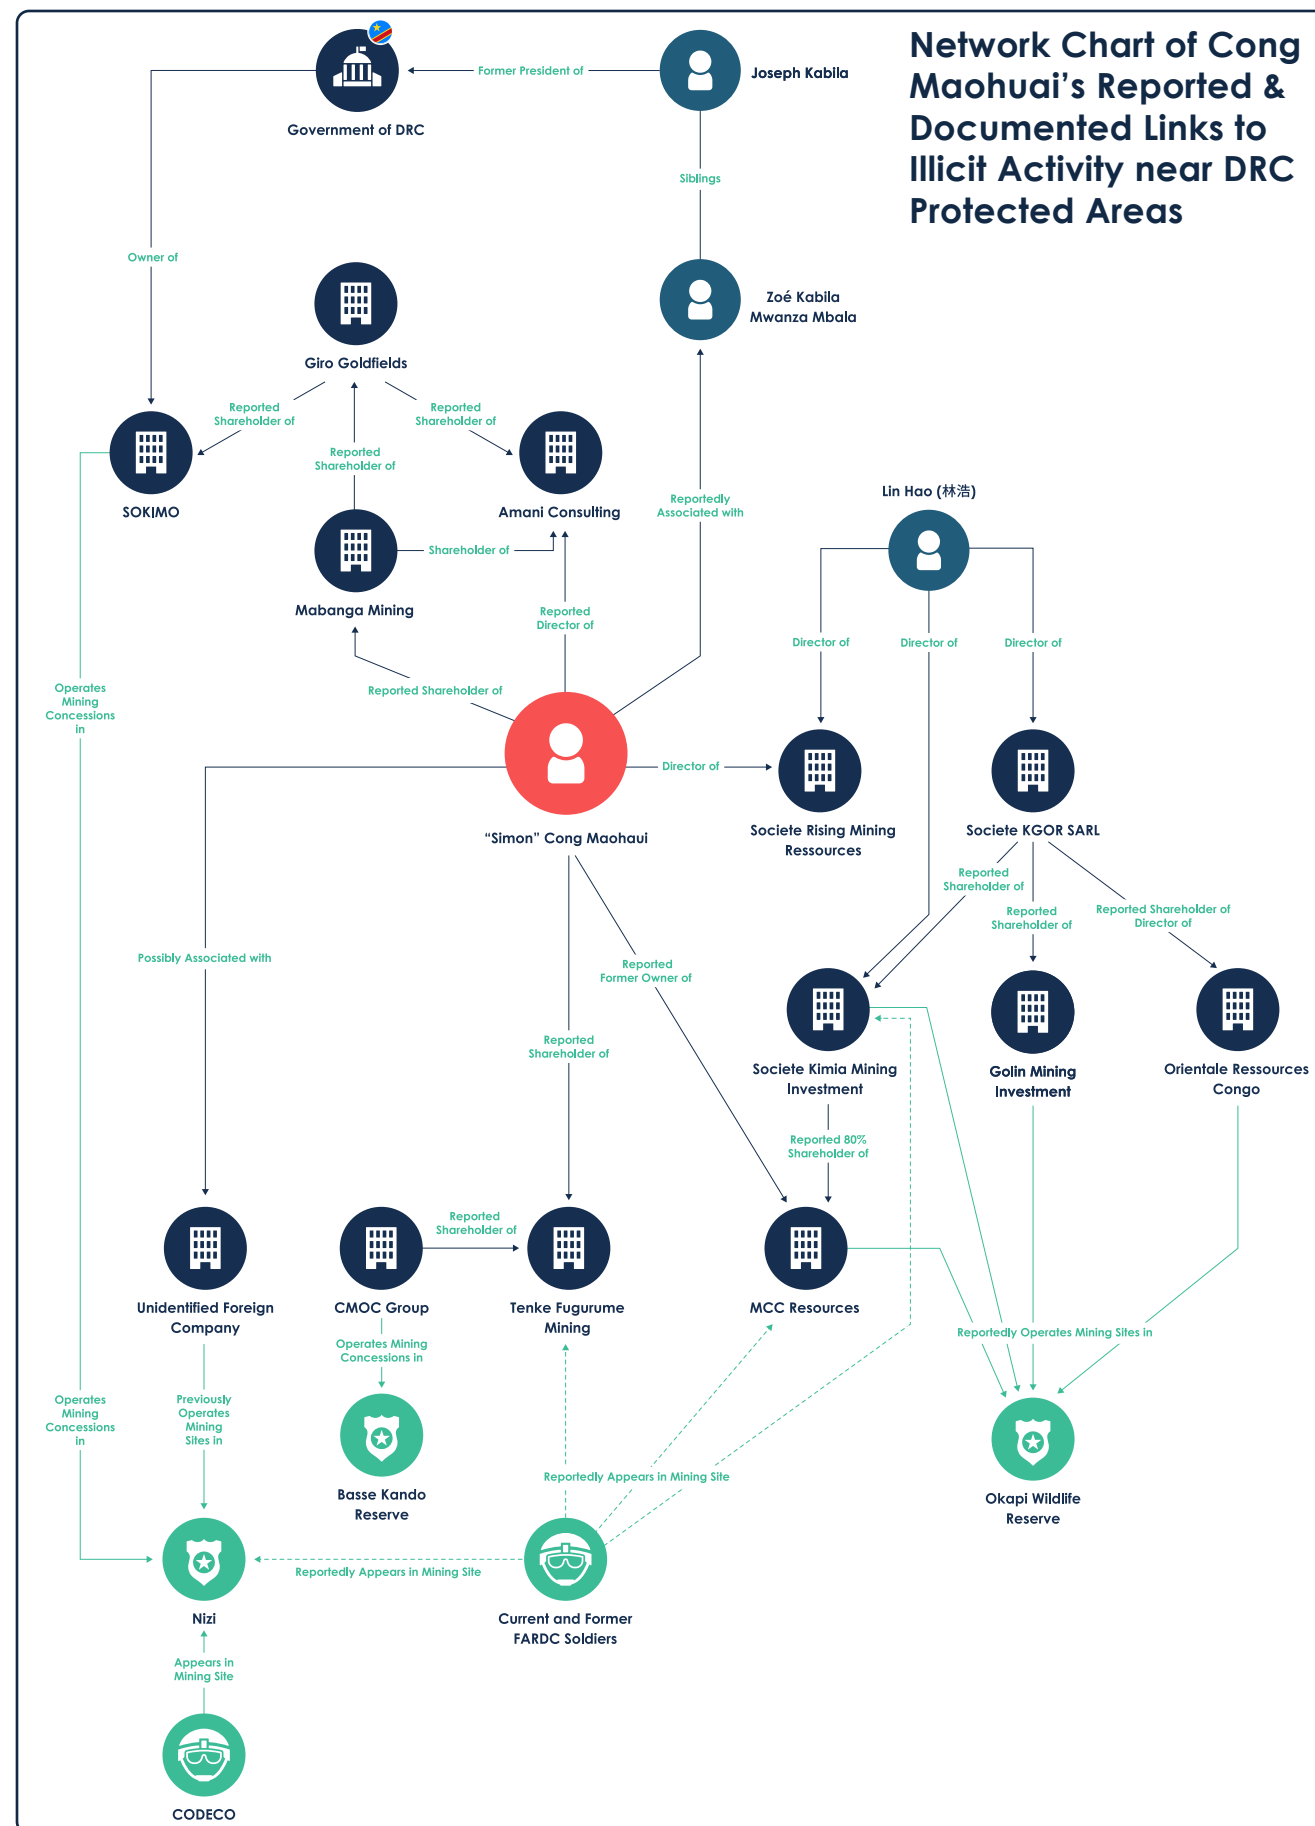 Network Chart of Cong
Maohuai's Reported &
Documented Links to
Illicit Activity near DRC
Protected Areas
Former President of
Joseph Kabila
Government of DRC
Siblings
Owner of
Zoé Kabila
Mwanza Mbala
Giro Goldfields
Reported
Shareholder of
Reported
Shareholder of
Reported
Shareholder of
SOKIMO
Amani Consulting
Reportedly
Associated with
Lin Hao (林浩)
Shareholder of
Mabanga Mining
Reported
Director of
Director of
Director of
Director of
Operates
Mining
Concessions
in
Reported Shareholder of
Director of
"Simon" Cong Maohaui
Societe Rising Mining
Ressources
Societe KGOR SARL
Reported
Shareholder of
Reported
Shareholder of
Reported Shareholder of
Director of
Possibly Associated with
Reported
Former Owner of
Reported
Shareholder of
Societe Kimia Mining
Investment
Golin Mining
Investment
Orientale Ressources
Congo
Reported 80%
Shareholder of
Reported
Shareholder of
Unidentified Foreign
Company
CMOC Group
Tenke Fugurume
Mining
MCC Resources
Operates Mining
Concessions in
Reportedly Operates Mining Sites in
Operates
Mining
Concessions
in
Previously
Operates
Mining
Sites in
Reportedly Appears in Mining Site
Basse Kando
Reserve
Okapi Wildlife
Reserve
Reportedly Appears in Mining Site
Nizi
Current and Former
FARDC Soldiers
Appears in
Mining Site
CODECO